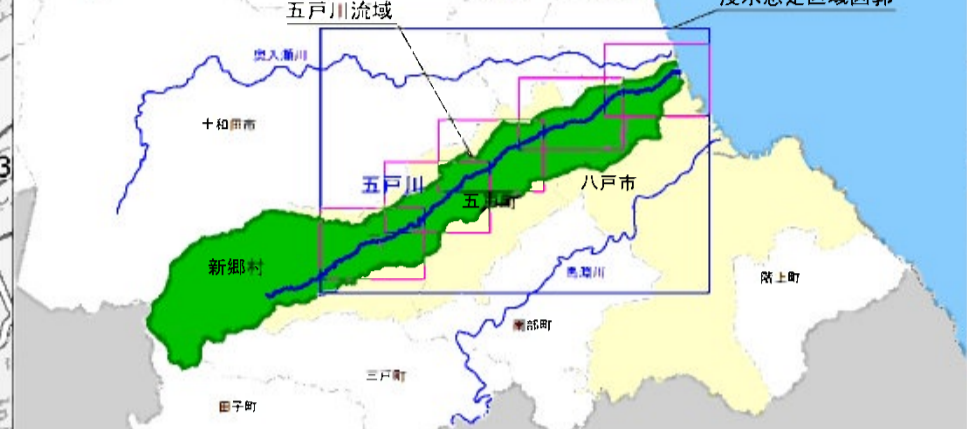 五戸川流域
浸水想定区域図郭
奥入瀬川
十和田市
3
五戸川
五戸町
八戸市
新郷村
馬淵川
階上町
南部町
三戸町
田子町